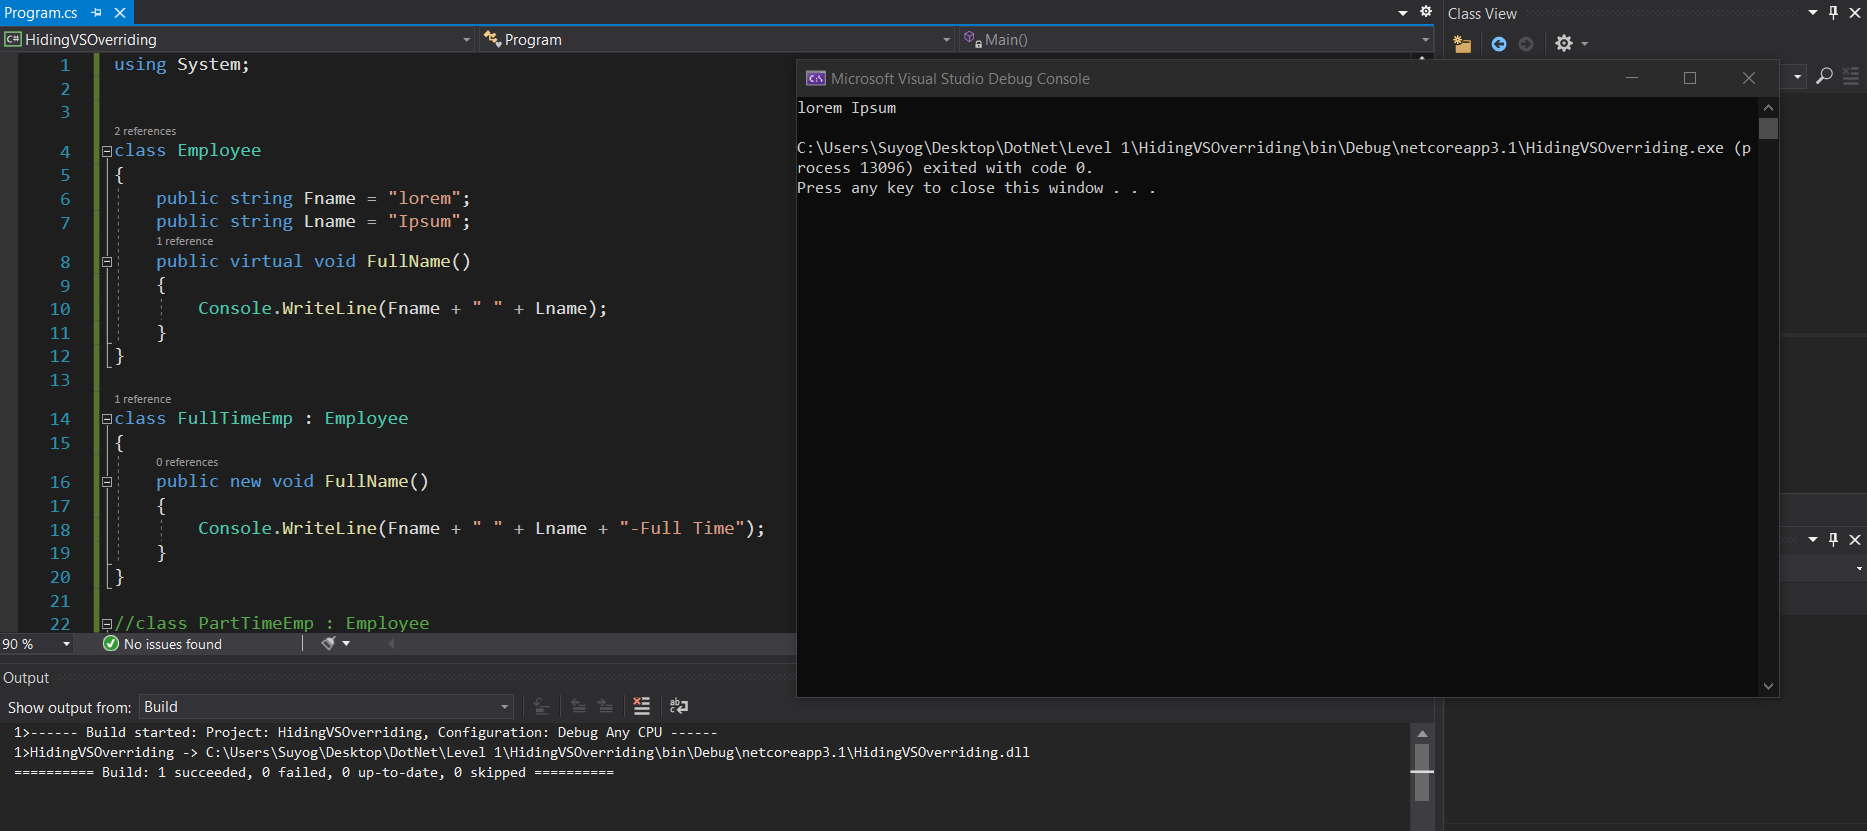 Program.cs
Class View
HidingVSOverriding
Program
Main()
1 using System;
2
3
2 references
4 class Employee
5 {
6 public string Fname = "lorem";
7 public string Lname = "Ipsum";
1 reference
8 public virtual void FullName()
9 {
10 Console.WriteLine(Fname + " " + Lname);
11 }
12 }
13
1 reference
14 class FullTimeEmp : Employee
15 {
0 references
16 public new void FullName()
17 {
18 Console.WriteLine(Fname + " " + Lname + "-Full Time");
19 }
20 }
21
22 //class PartTimeEmp : Employee
90 %
No issues found
Microsoft Visual Studio Debug Console
lorem Ipsum
C:\Users\Suyog\Desktop\DotNet\Level 1\HidingVSOverriding\bin\Debug\netcoreapp3.1\HidingVSOverriding.exe (p
rocess 13096) exited with code 0.
Press any key to close this window . . .
Output
Show output from: Build
1>------ Build started: Project: HidingVSOverriding, Configuration: Debug Any CPU ------
1>HidingVSOverriding -> C:\Users\Suyog\Desktop\DotNet\Level 1\HidingVSOverriding\bin\Debug\netcoreapp3.1\HidingVSOverriding.dll
========== Build: 1 succeeded, 0 failed, 0 up-to-date, 0 skipped ==========